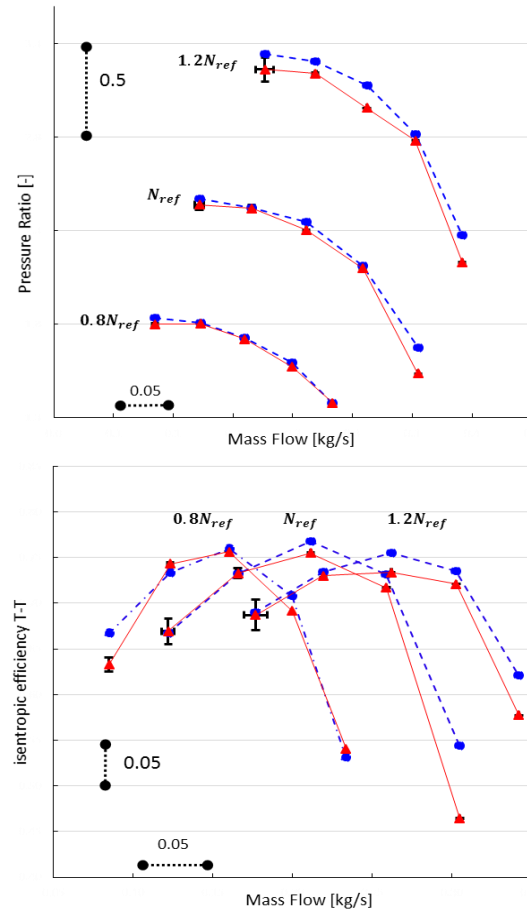 1.2N_ref
0.5
Pressure Ratio [-]
N_ref
0.8N_ref
0.05
Mass Flow [kg/s]
0.8N_ref N_ref 1.2N_ref
isentropic efficiency T-T
0.05
0.05
Mass Flow [kg/s]